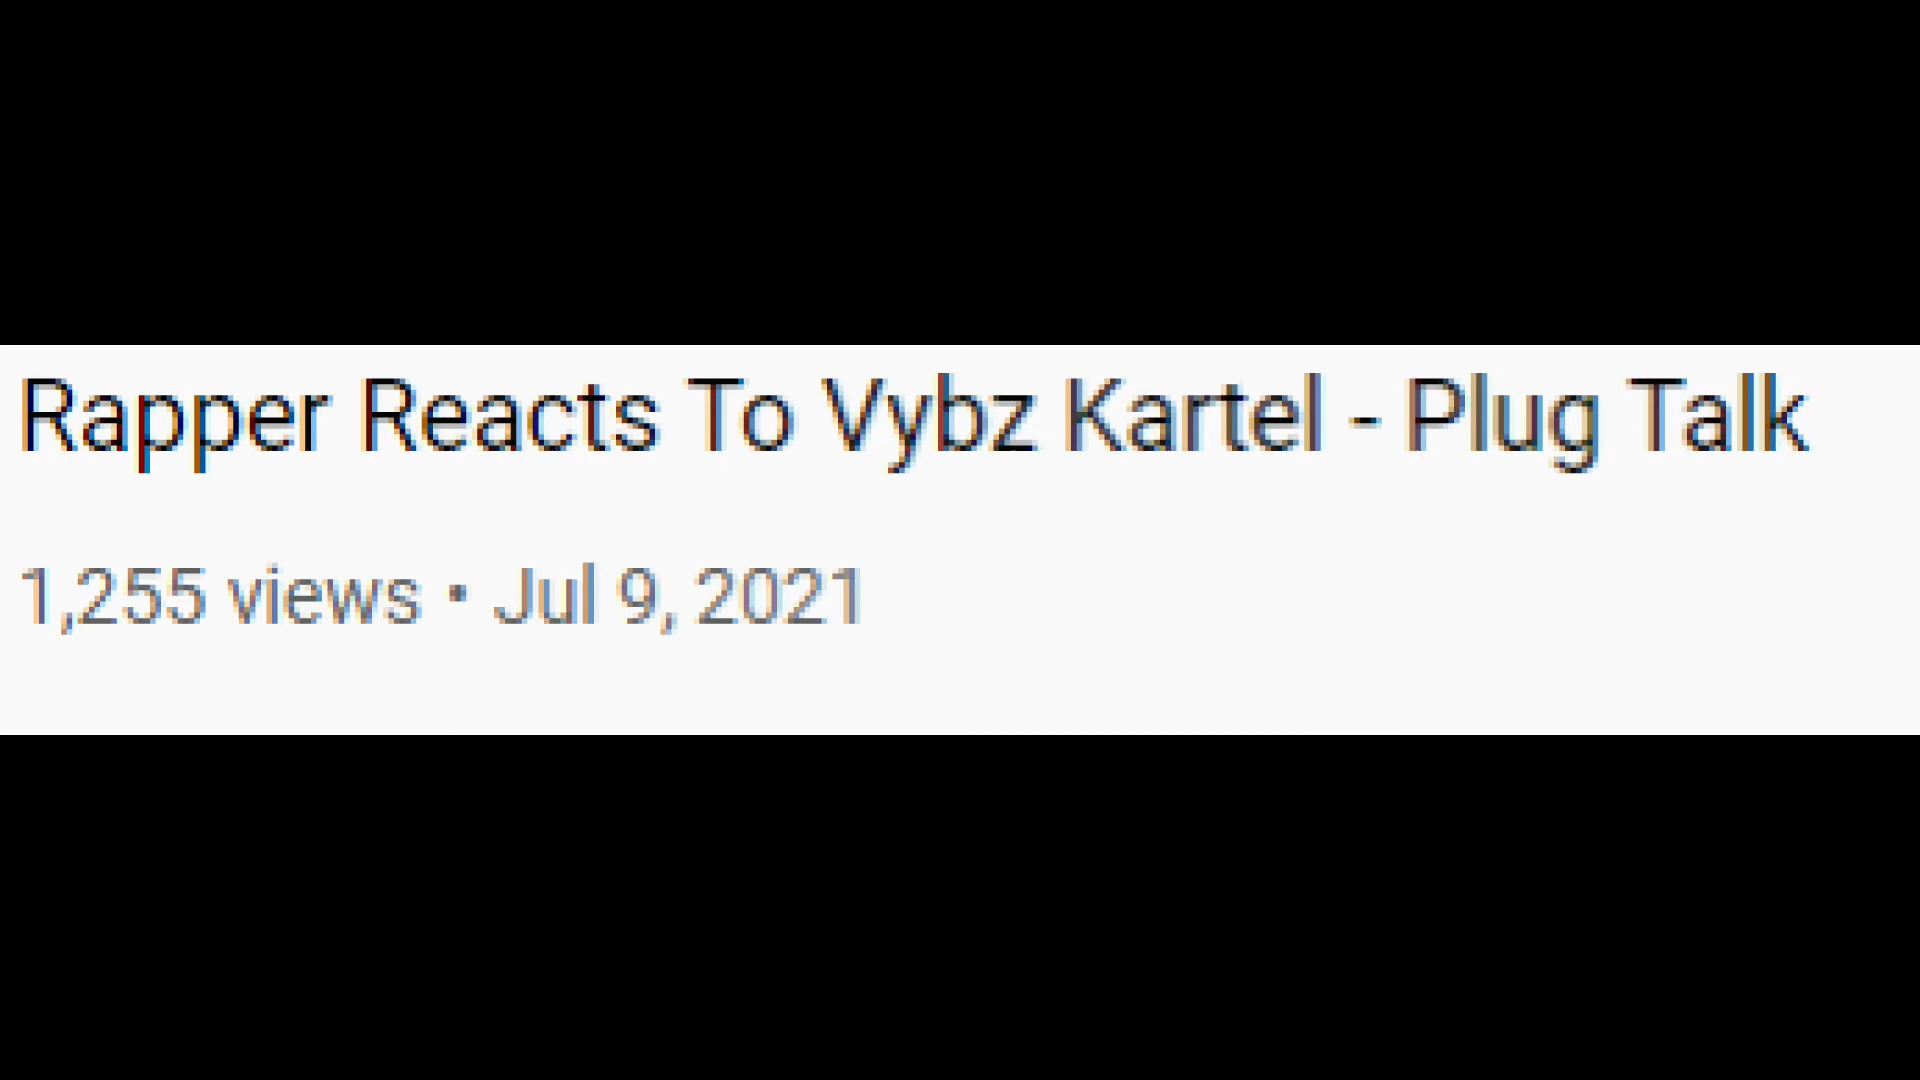 Rapper Reacts To Vybz Kartel - Plug Talk
1,255 views • Jul 9, 2021